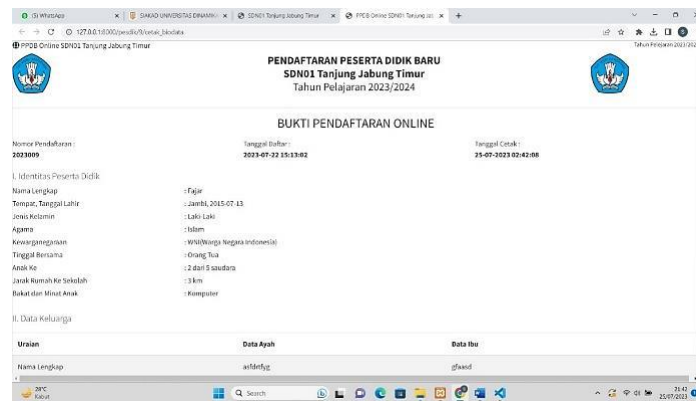 (5) WhatsApp
SIAKAD UNIVERSITAS DINAMIKA
SDN01 Tanjung Jabung Timur
PPDB Online SDN01 Tanjung Jab
127.0.0.1:8000/pesdik/9/cetak_biodata
PPDB Online SDN01 Tanjung Jabung Timur
Tahun Pelajaran 2023/202
PENDAFTARAN PESERTA DIDIK BARU
SDN01 Tanjung Jabung Timur
Tahun Pelajaran 2023/2024
BUKTI PENDAFTARAN ONLINE
Nomor Pendaftaran : Tanggal Daftar : Tanggal Cetak :
2023009 2023-07-22 15:13:02 25-07-2023 02:42:08
I. Identitas Peserta Didik
Nama Lengkap : Fajar
Tempat, Tanggal Lahir : Jambi, 2015-07-13
Jenis Kelamin : Laki-Laki
Agama : Islam
Kewarganegaraan : WNI(Warga Negara Indonesia)
Tinggal Bersama : Orang Tua
Anak Ke : 2 dari 5 saudara
Jarak Rumah Ke Sekolah : 3 km
Bakat dan Minat Anak : Komputer
II. Data Keluarga
Uraian Data Ayah Data Ibu
Nama Lengkap gfaasd
28°C
Kabut
Search
21:42
25/07/2023